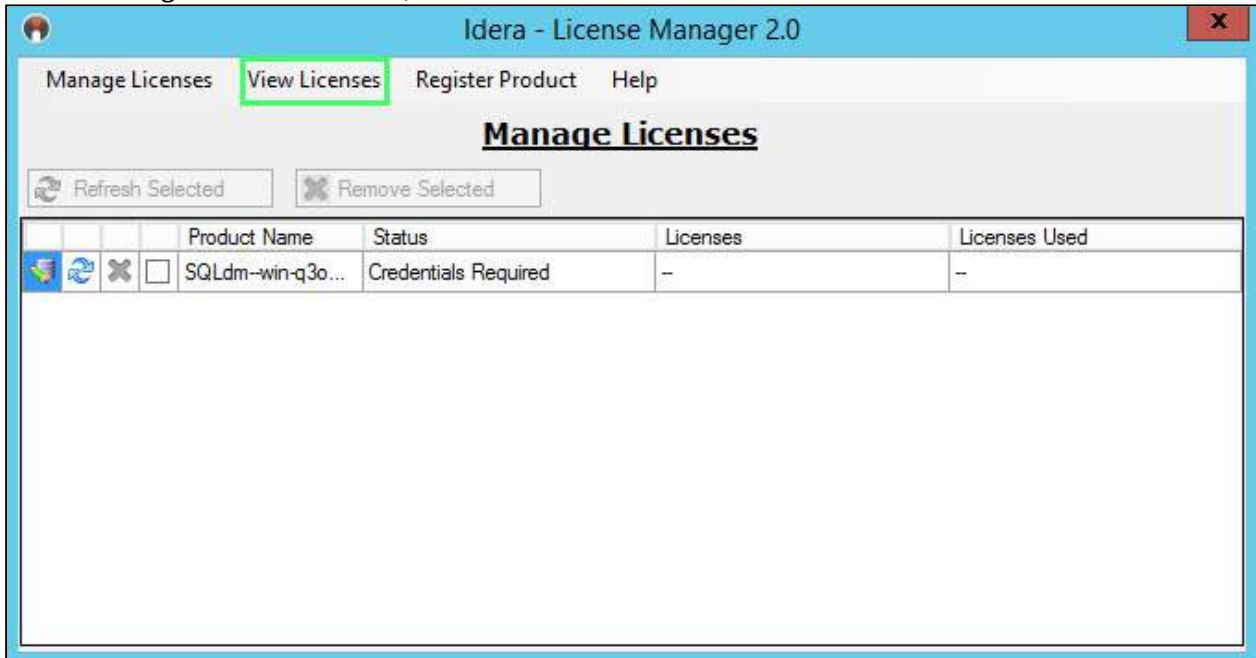 Idera - License Manager 2.0
x
Manage Licenses View Licenses Register Product Help
Manage Licenses
Refresh Selected Remove Selected
Product Name Status Licenses Licenses Used
SQLdm--win-q3o... Credentials Required -- --